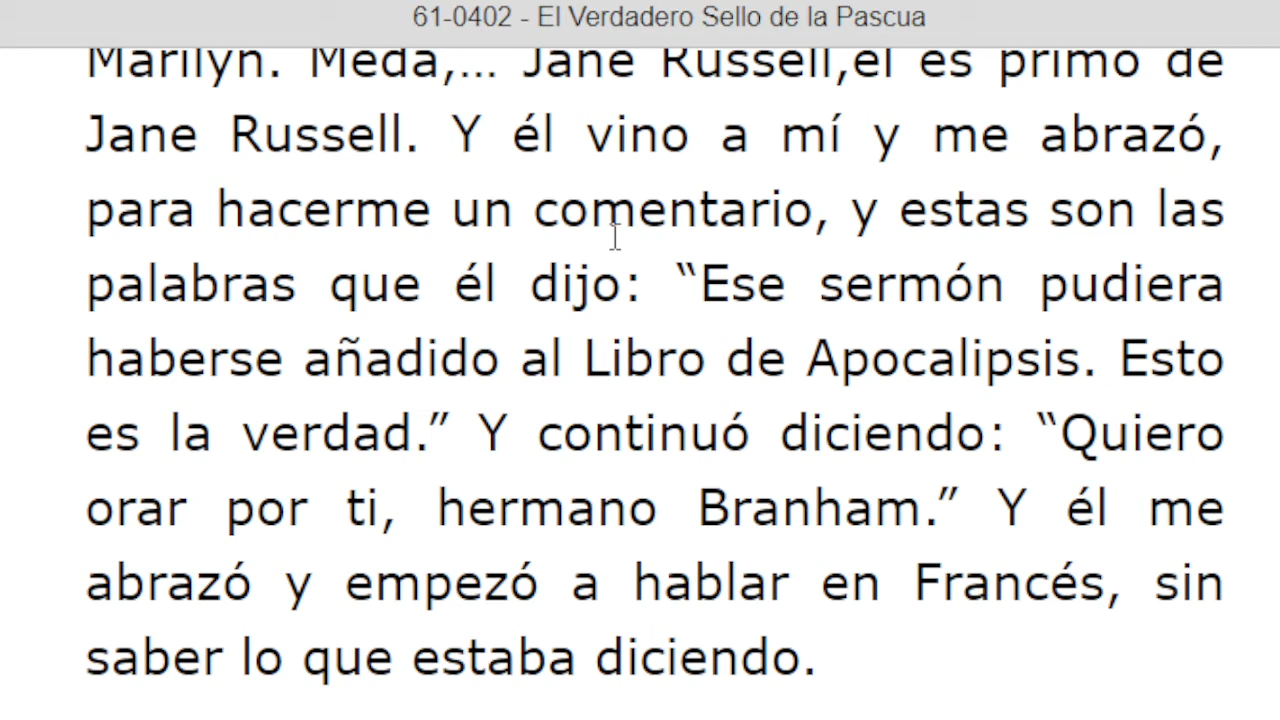 61-0402 - El Verdadero Sello de la Pascua
Marilyn. Meda,... Jane Russell,él es primo de
Jane Russell. Y él vino a mí y me abrazó,
para hacerme un comentario, y estas son las
palabras que él dijo: “Ese sermón pudiera
haberse añadido al Libro de Apocalipsis. Esto
es la verdad.” Y continuó diciendo: “Quiero
orar por ti, hermano Branham.” Y él me
abrazó y empezó a hablar en Francés, sin
saber lo que estaba diciendo.